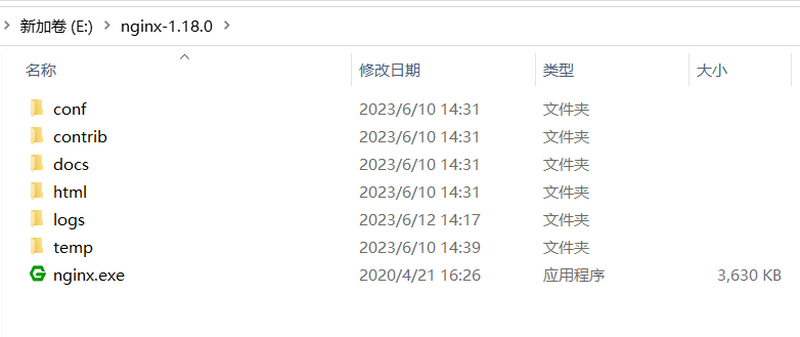 新加卷 (E:) > nginx-1.18.0 >
名称 修改日期 类型 大小
conf 2023/6/10 14:31 文件夹
contrib 2023/6/10 14:31 文件夹
docs 2023/6/10 14:31 文件夹
html 2023/6/10 14:31 文件夹
logs 2023/6/12 14:17 文件夹
temp 2023/6/10 14:39 文件夹
nginx.exe 2020/4/21 16:26 应用程序 3,630 KB